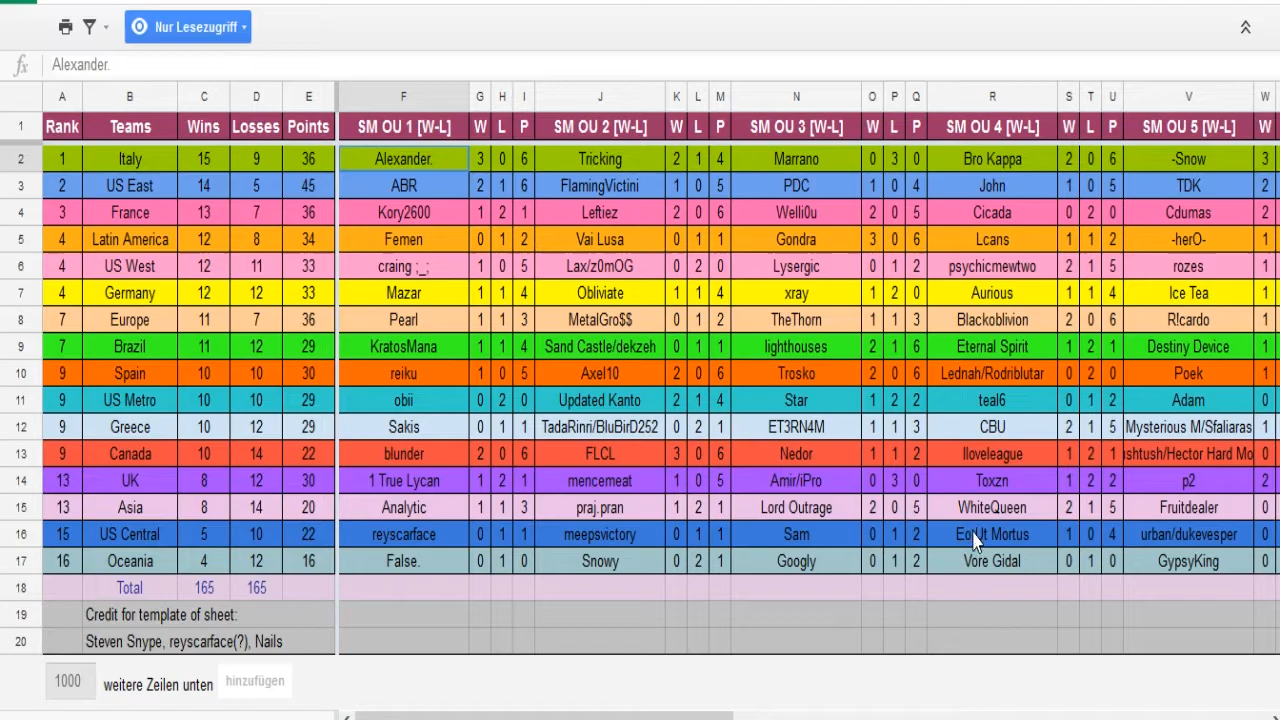 Nur Lesezugriff
fx Alexander.
A B C D E F G H I J K L M N O P Q R S T U V W
1 Rank Teams Wins Losses Points SM OU 1 [W-L] W L P SM OU 2 [W-L] W L P SM OU 3 [W-L] W L P SM OU 4 [W-L] W L P SM OU 5 [W-L] W
2 1 Italy 15 9 36 Alexander. 3 0 6 Tricking 2 1 4 Marrano 0 3 0 Bro Kappa 2 0 6 -Snow 3
3 2 US East 14 5 45 ABR 2 1 6 FlamingVictini 1 0 5 PDC 1 0 4 John 1 0 5 TDK 2
4 3 France 13 7 36 Kory2600 1 2 1 Leftiez 2 0 6 Welli0u 2 0 5 Cicada 0 2 0 Cdumas 2
5 4 Latin America 12 8 34 Femen 0 1 2 Vai Lusa 0 1 1 Gondra 3 0 6 Lcans 1 1 2 -herO- 1
6 4 US West 12 11 33 craing ;_; 1 0 5 Lax/z0mOG 0 2 0 Lysergic 0 1 2 psychicmewtwo 2 1 5 rozes 1
7 4 Germany 12 12 33 Mazar 1 1 4 Obliviate 1 1 4 xray 1 2 0 Aurious 1 1 4 Ice Tea 1
8 7 Europe 11 7 36 Pearl 1 1 3 MetalGro$$ 0 1 2 TheThorn 1 1 3 Blackoblivion 2 0 6 R!cardo 1
9 7 Brazil 11 12 29 KratosMana 1 1 4 Sand Castle/dekzeh 0 1 1 lighthouses 2 1 6 Eternal Spirit 1 2 1 Destiny Device 1
10 9 Spain 10 10 30 reiku 1 0 5 Axel10 2 0 6 Trosko 2 0 6 Lednah/Rodriblutar 0 2 0 Poek 1
11 9 US Metro 10 10 29 obii 0 2 0 Updated Kanto 2 1 4 Star 1 2 2 teal6 0 1 2 Adam 0
12 9 Greece 10 12 29 Sakis 0 1 1 TadaRinri/BluBirD252 0 2 1 ET3RN4M 1 1 3 CBU 2 1 5 Mysterious M/Sfaliaras 0
13 9 Canada 10 14 22 blunder 2 0 6 FLCL 3 0 6 Nedor 1 1 2 Iloveleague 1 2 1 shtush/Hector Hard Mo 0
14 13 UK 8 12 30 1 True Lycan 1 2 1 mencemeat 1 0 5 Amir/iPro 0 3 0 Toxzn 0 1 2 p2 2
15 13 Asia 8 14 20 Analytic 1 1 3 praj.pran 1 2 1 Lord Outrage 2 0 5 WhiteQueen 2 1 5 Fruitdealer 0
16 15 US Central 5 10 22 reyscarface 0 1 1 meepsvictory 0 1 1 Sam 0 1 2 Mortus 1 0 4 urban/dukevesper 0
17 16 Oceania 4 12 16 False. 0 1 0 Snowy 0 2 1 Googly 0 1 2 Vore Gidal 0 1 0 GypsyKing 0
18 Total 165 165
19 Credit for template of sheet:
20 Steven Snype, reyscarface(?), Nails
1000 weitere Zeilen unten hinzufügen